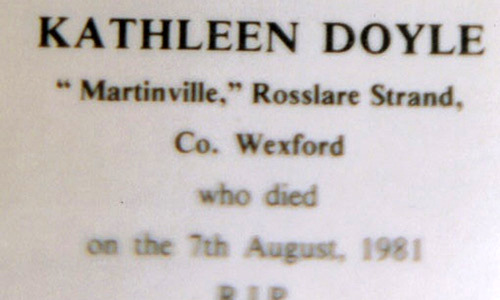 KATHLEEN DOYLE
“ Martinville,” Rosslare Strand,
Co. Wexford
who died
on the 7th August, 1981
R.I.P.